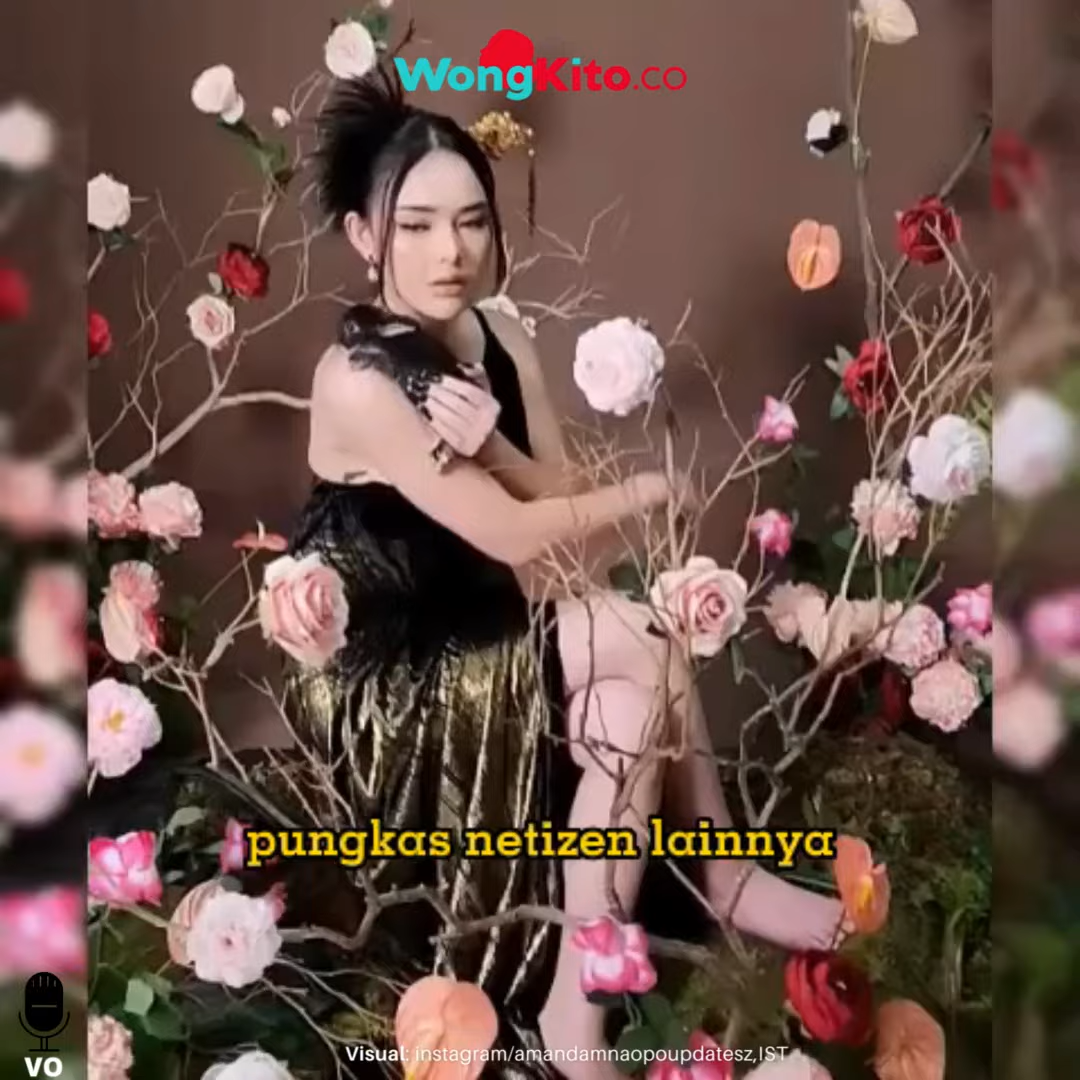 WongKito.co
pungkas netizen lainnya
Visual: instagram/amandamnaopoupdatesz,IST
VO